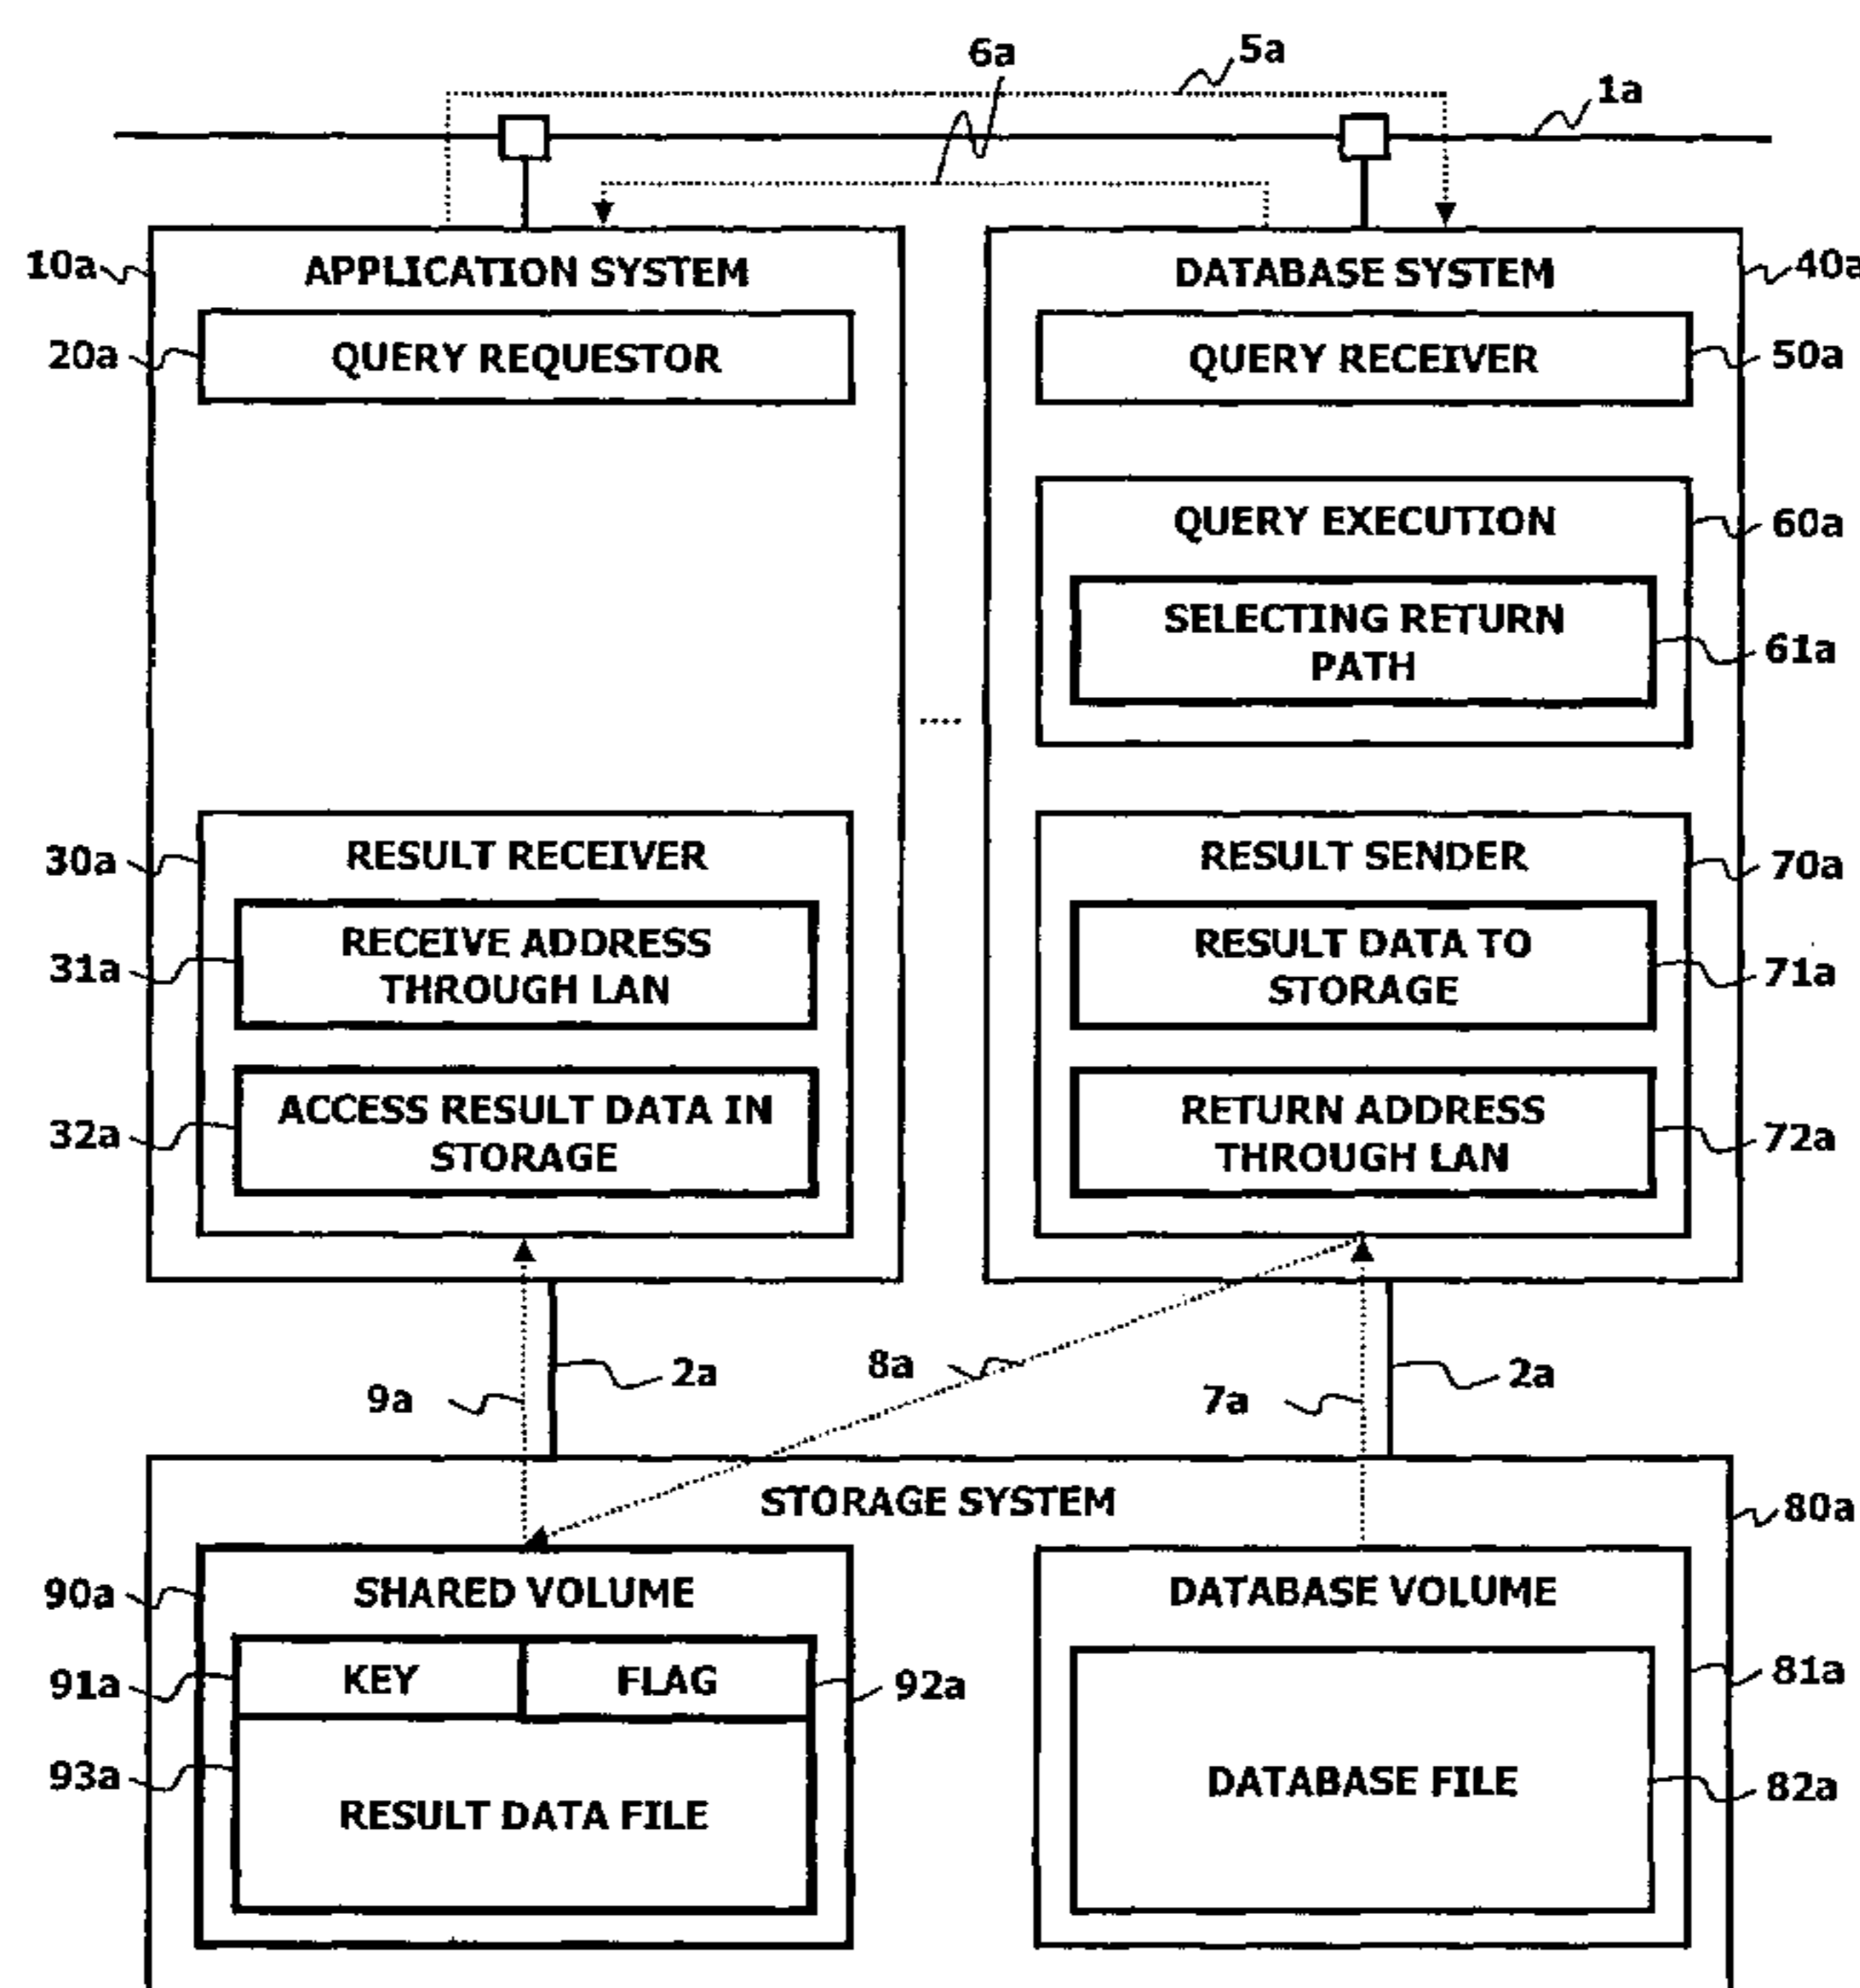 6a
5a
1a
10a
APPLICATION SYSTEM
DATABASE SYSTEM
40a
20a
QUERY REQUESTOR
QUERY RECEIVER
50a
QUERY EXECUTION
60a
SELECTING RETURN
PATH
61a
30a
RESULT RECEIVER
RESULT SENDER
70a
31a
RECEIVE ADDRESS
THROUGH LAN
RESULT DATA TO
STORAGE
71a
32a
ACCESS RESULT DATA IN
STORAGE
RETURN ADDRESS
THROUGH LAN
72a
9a
2a
8a
7a
2a
STORAGE SYSTEM
80a
90a
SHARED VOLUME
DATABASE VOLUME
91a
KEY
FLAG
92a
81a
93a
RESULT DATA FILE
DATABASE FILE
82a